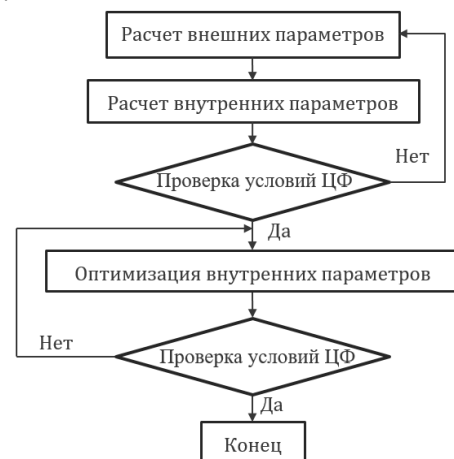 Расчет внешних параметров
Расчет внутренних параметров
Нет
Проверка условий ЦФ
Да
Оптимизация внутренних параметров
Нет
Проверка условий ЦФ
Да
Конец